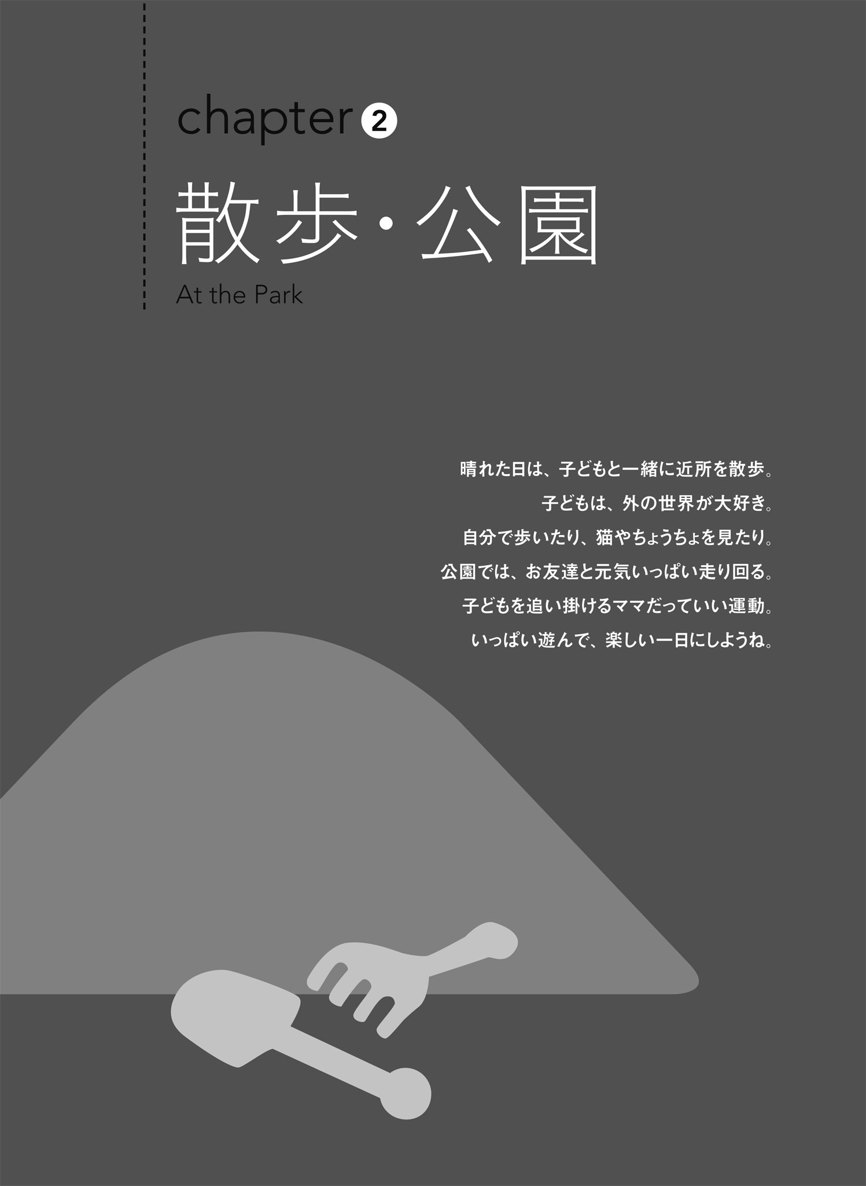 chapter 2
散歩・公園
At the Park
晴れた日は、子どもと一緒に近所を散歩。
子どもは、外の世界が大好き。
自分で歩いたり、猫やちょうちょを見たり。
公園では、お友達と元気いっぱい走り回る。
子どもを追い掛けるママだっていい運動。
いっぱい遊んで、楽しい一日にしようね。